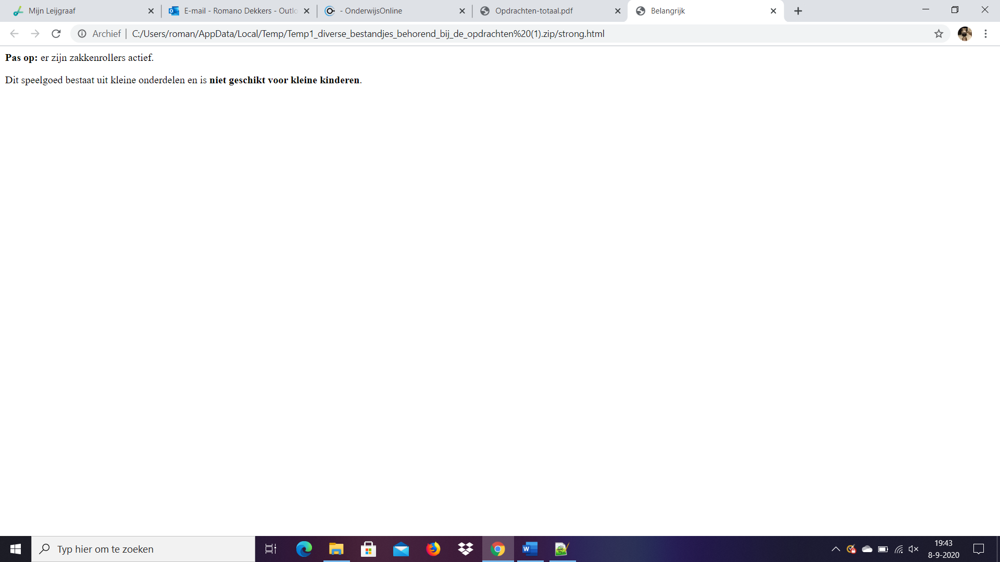 Mijn Leijgraaf
E-mail - Romano Dekkers - Outlo
- OnderwijsOnline
Opdrachten-totaal.pdf
Belangrijk
Archief | C:/Users/roman/AppData/Local/Temp/Temp1_diverse_bestandjes_behorend_bij_de_opdrachten%20(1).zip/strong.html
Pas op: er zijn zakkenrollers actief.
Dit speelgoed bestaat uit kleine onderdelen en is niet geschikt voor kleine kinderen.
Typ hier om te zoeken
19:43
8-9-2020